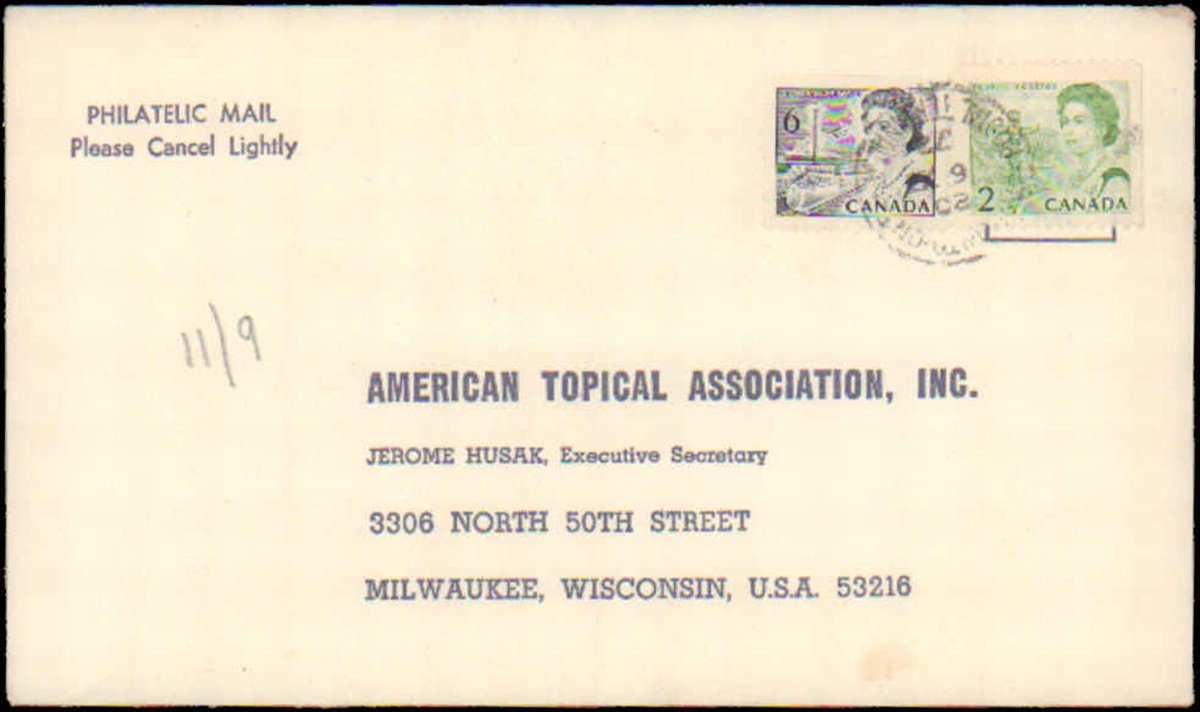 PHILATELIC MAIL
Please Cancel Lightly
6
CANADA
2
CANADA
11/9
AMERICAN TOPICAL ASSOCIATION, INC.
JEROME HUSAK, Executive Secretary
3306 NORTH 50TH STREET
MILWAUKEE, WISCONSIN, U.S.A. 53216